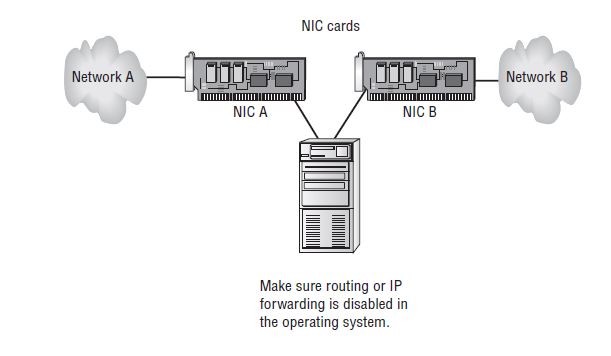 NIC cards
Network A
Network B
NIC A
NIC B
Make sure routing or IP
forwarding is disabled in
the operating system.